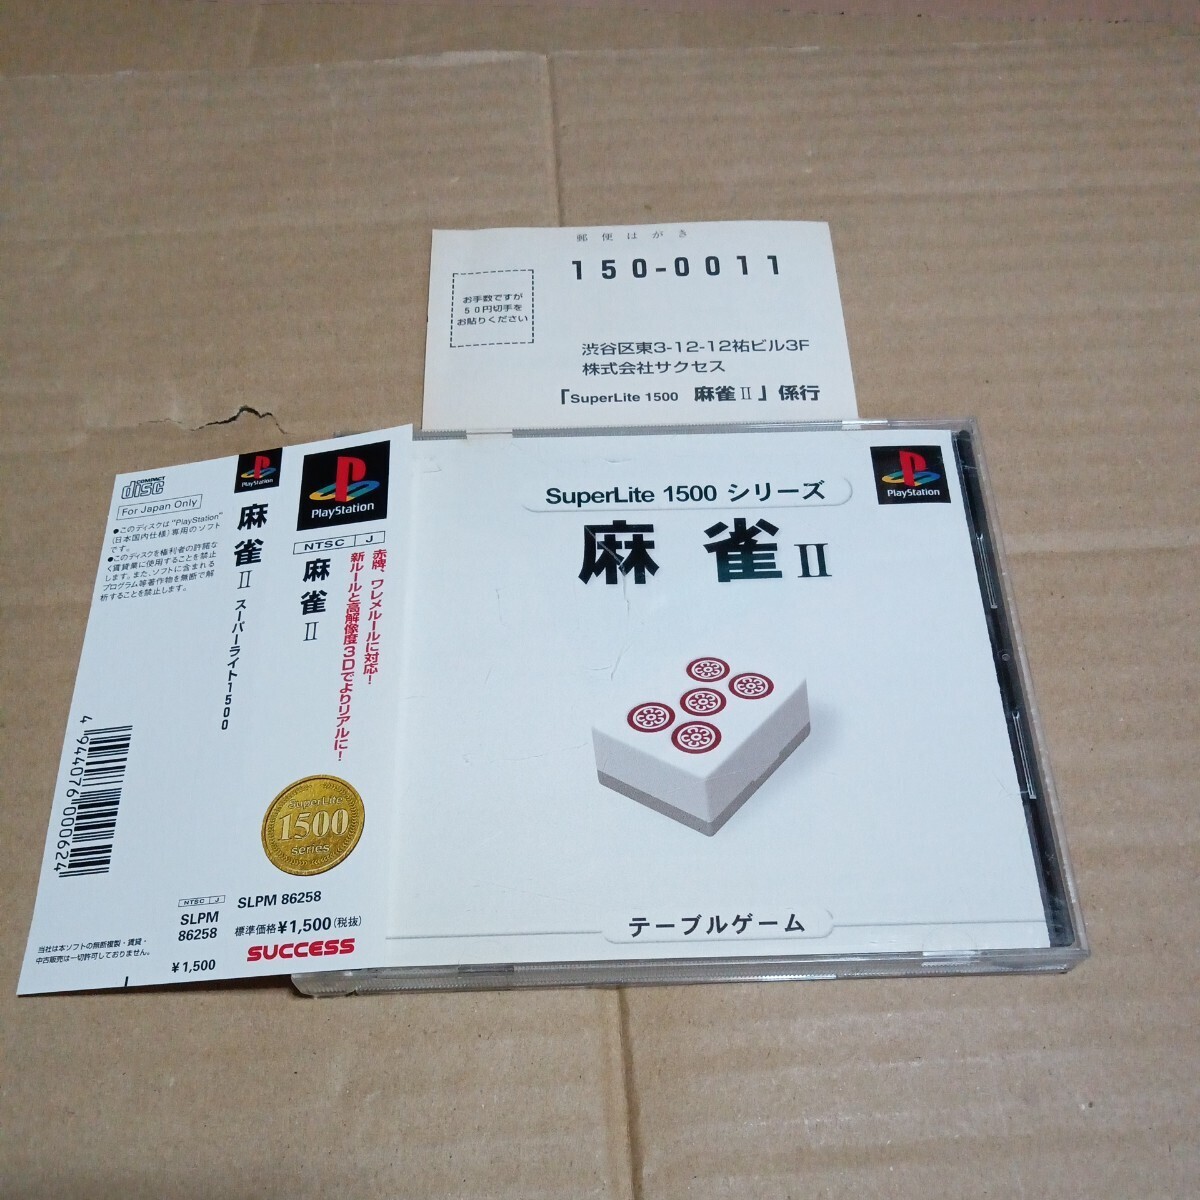 郵便はがき
150-0011
お手数ですが
50円切手を
お貼りください
渋谷区東3-12-12祐ビル3F
株式会社サクセス
「SuperLite 1500 麻雀Ⅱ」係行
COMPACT
disc
For Japan Only
●このディスクは"PlayStation"
(日本国内仕様)専用のソフト
です。
●このディスクを権利者の許諾な
く賃貸業に使用することを禁止
します。また、ソフトに含まれる
プログラム等著作物を無断で解
析することを禁止します。
4 944076 000624
NTSC J
SLPM
86258
当社は本ソフトの無断複製・賃貸・
中古販売は一切許可しておりません。
¥1,500
PlayStation
麻雀Ⅱ スーパーライト1500
PlayStation
NTSC J
麻雀Ⅱ
赤牌、ワレメルールに対応!
新ルールと高解像度3Dでよりリアルに!
SuperLite
1500
series
SLPM 86258
標準価格¥1,500(税抜)
SUCCESS
SuperLite 1500 シリーズ
麻雀Ⅱ
PlayStation
テーブルゲーム